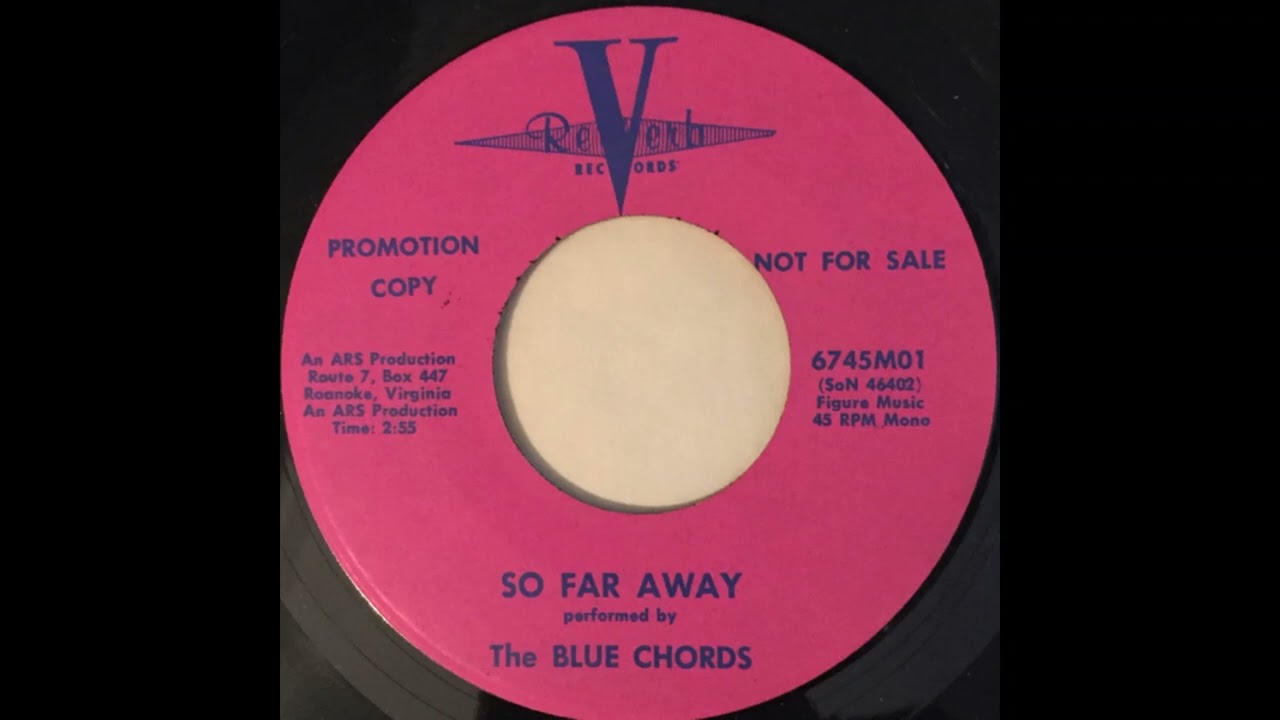 ReVerb
RECORDS
PROMOTION
COPY
NOT FOR SALE
An ARS Production
Route 7, Box 447
Roanoke, Virginia
An ARS Production
Time: 2:55
6745M01
(SoN 46402)
Figure Music
45 RPM Mono
SO FAR AWAY
performed by
The BLUE CHORDS